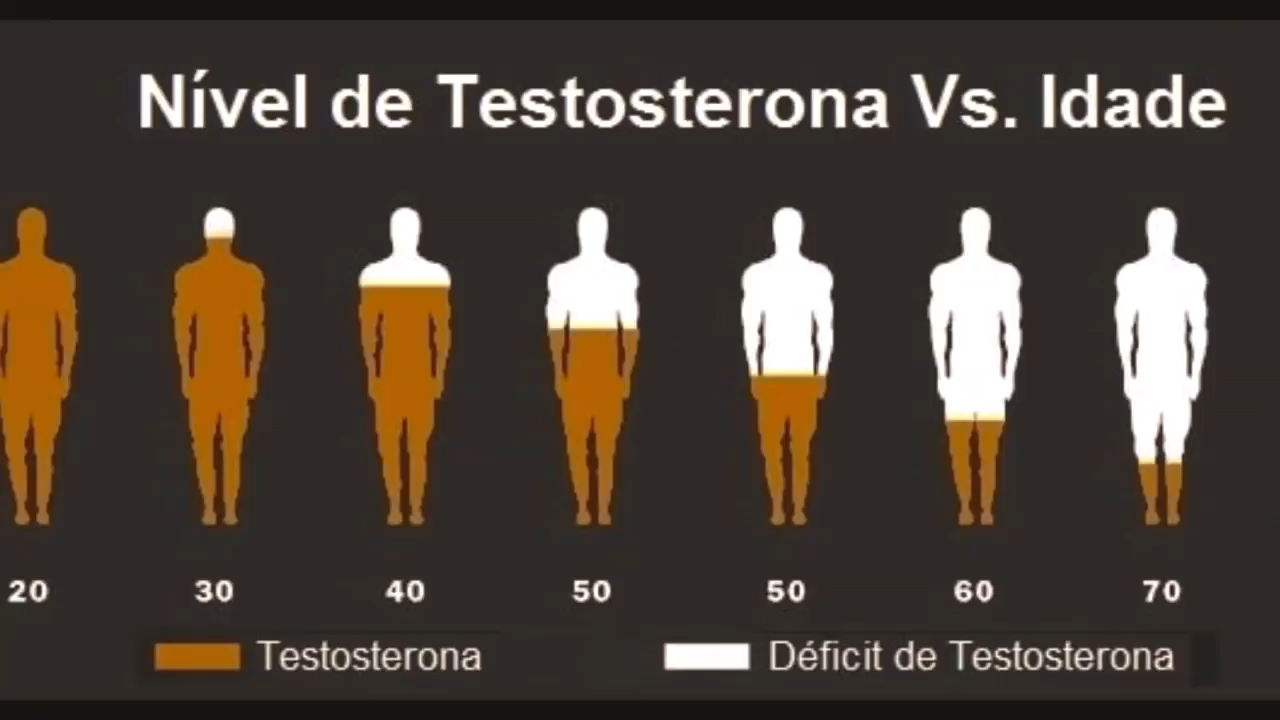 Nível de Testosterona Vs. Idade
20 30 40 50 50 60 70
Testosterona Déficit de Testosterona